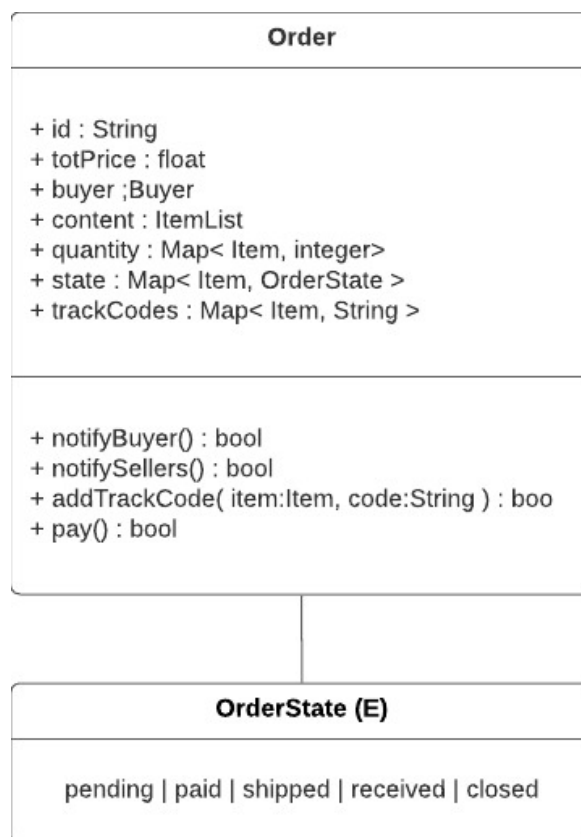 Order
+ id : String
+ totPrice : float
+ buyer ;Buyer
+ content : ItemList
+ quantity : Map< Item, integer>
+ state : Map< Item, OrderState >
+ trackCodes : Map< Item, String >
+ notifyBuyer() : bool
+ notifySellers() : bool
+ addTrackCode( item:Item, code:String ) : boo
+ pay() : bool
OrderState (E)
pending | paid | shipped | received | closed